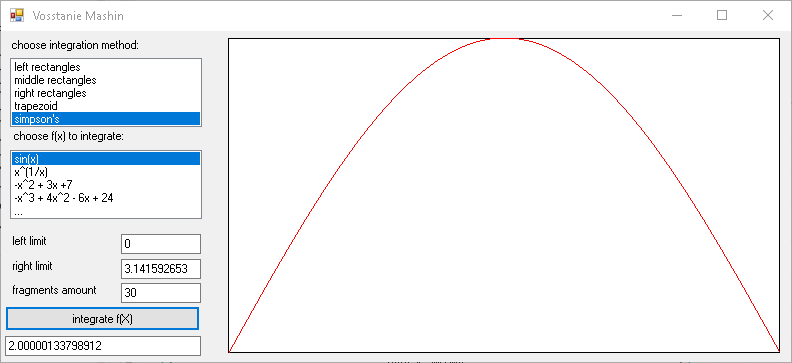 Vosstanie Mashin
choose integration method:
left rectangles
middle rectangles
right rectangles
trapezoid
simpson's
choose f(x) to integrate:
sin(x)
x^(1/x)
-x^2 + 3x +7
-x^3 + 4x^2 - 6x + 24
...
left limit 0
right limit 3.141592653
fragments amount 30
integrate f(X)
2.00000133798912